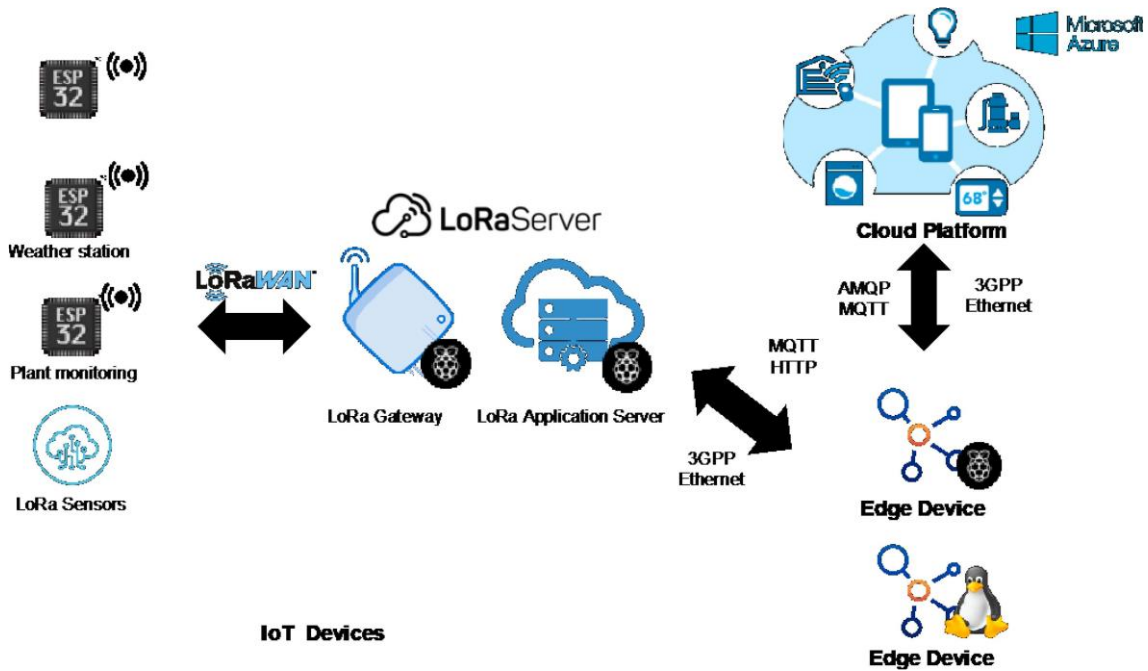 ESP
32
ESP
32
Weather station
ESP
32
Plant monitoring
LoRa Sensors
LoRaWAN
LoRaServer
LoRa Gateway
LoRa Application Server
MQTT
HTTP
3GPP
Ethernet
Microsoft
Azure
68°
Cloud Platform
AMQP
MQTT
3GPP
Ethernet
Edge Device
Edge Device
IoT Devices